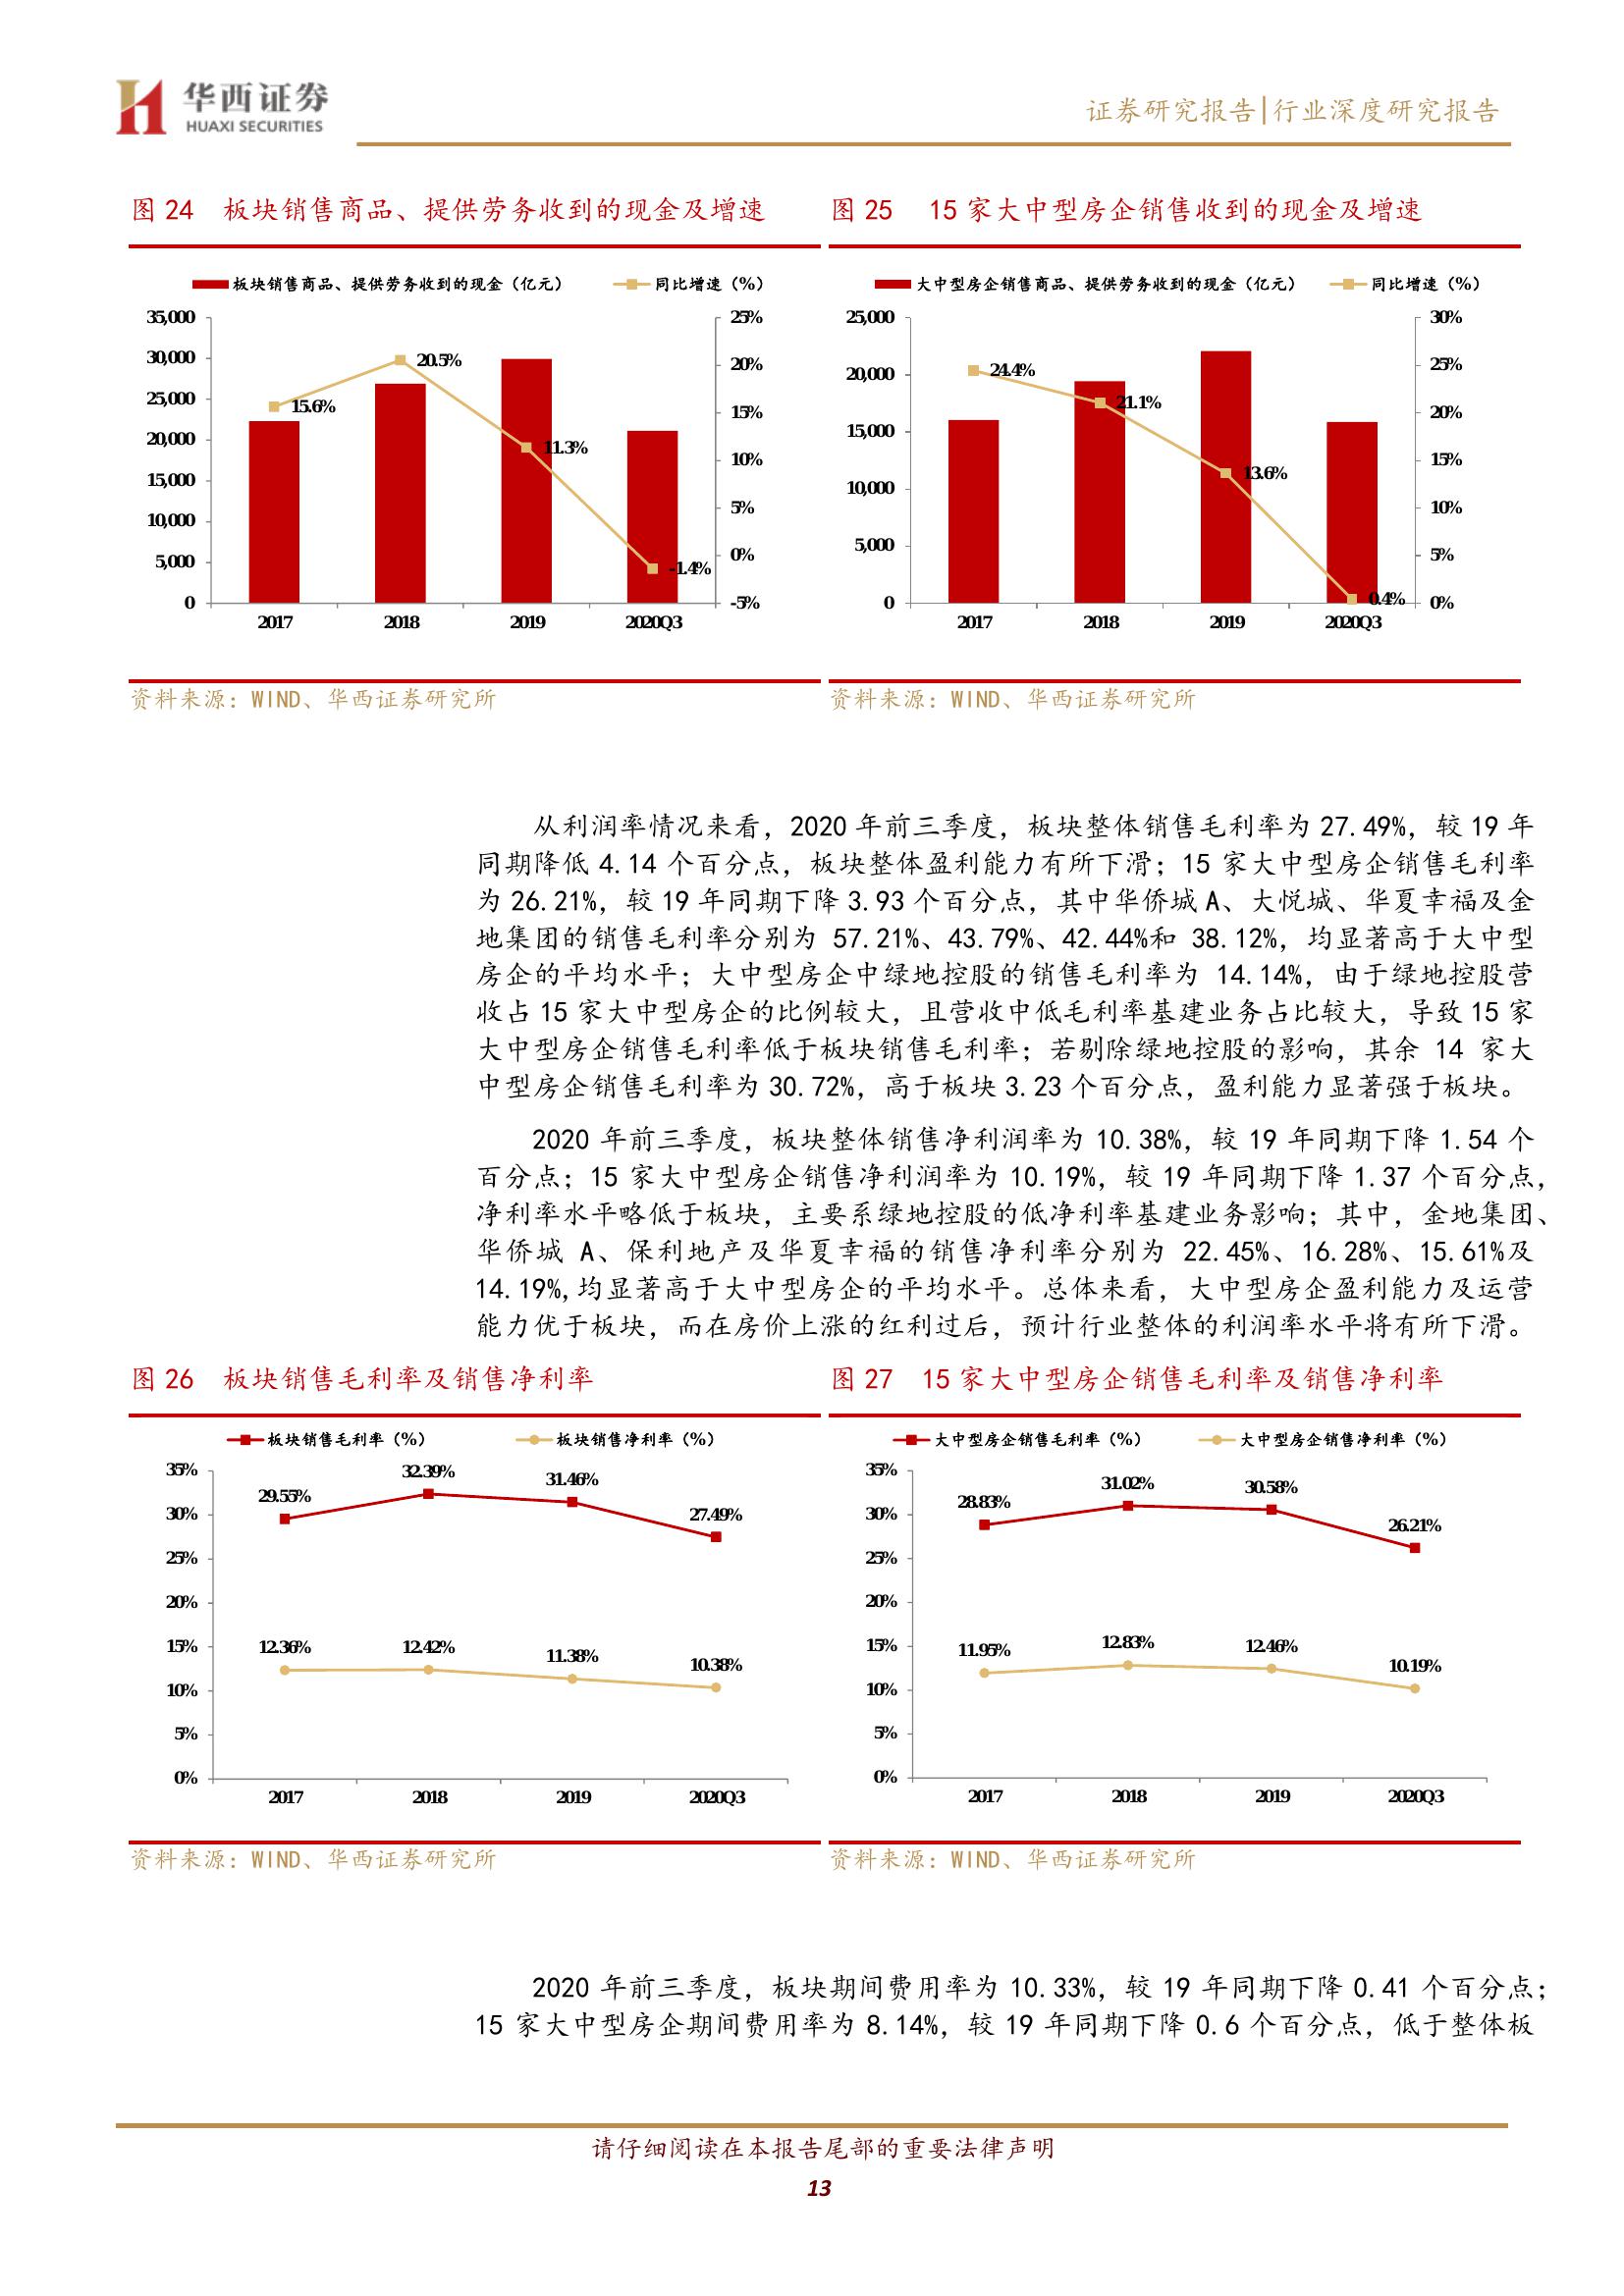 华西证券
HUAXI SECURITIES
证券研究报告|行业深度研究报告
图 24 板块销售商品、提供劳务收到的现金及增速
板块销售商品、提供劳务收到的现金（亿元） 同比增速（%）
35,000
30,000
25,000
20,000
15,000
10,000
5,000
0
25%
20%
15%
10%
5%
0%
-5%
15.6%
20.5%
11.3%
-1.4%
2017 2018 2019 2020Q3
资料来源：WIND、华西证券研究所
图 25 15 家大中型房企销售收到的现金及增速
大中型房企销售商品、提供劳务收到的现金（亿元） 同比增速（%）
25,000
20,000
15,000
10,000
5,000
0
30%
25%
20%
15%
10%
5%
0%
24.4%
21.1%
13.6%
0.4%
2017 2018 2019 2020Q3
资料来源：WIND、华西证券研究所
从利润率情况来看，2020 年前三季度，板块整体销售毛利率为 27.49%，较 19 年
同期降低 4.14 个百分点，板块整体盈利能力有所下滑；15 家大中型房企销售毛利率
为 26.21%，较 19 年同期下降 3.93 个百分点，其中华侨城 A、大悦城、华夏幸福及金
地集团的销售毛利率分别为 57.21%、43.79%、42.44%和 38.12%，均显著高于大中型
房企的平均水平；大中型房企中绿地控股的销售毛利率为 14.14%，由于绿地控股营
收占 15 家大中型房企的比例较大，且营收中低毛利率基建业务占比较大，导致 15 家
大中型房企销售毛利率低于板块销售毛利率；若剔除绿地控股的影响，其余 14 家大
中型房企销售毛利率为 30.72%，高于板块 3.23 个百分点，盈利能力显著强于板块。
2020 年前三季度，板块整体销售净利润率为 10.38%，较 19 年同期下降 1.54 个
百分点；15 家大中型房企销售净利润率为 10.19%，较 19 年同期下降 1.37 个百分点，
净利率水平略低于板块，主要系绿地控股的低净利率基建业务影响；其中，金地集团、
华侨城 A、保利地产及华夏幸福的销售净利率分别为 22.45%、16.28%、15.61%及
14.19%,均显著高于大中型房企的平均水平。总体来看，大中型房企盈利能力及运营
能力优于板块，而在房价上涨的红利过后，预计行业整体的利润率水平将有所下滑。
图 26 板块销售毛利率及销售净利率
板块销售毛利率（%） 板块销售净利率（%）
35%
30%
25%
20%
15%
10%
5%
0%
29.55% 32.39% 31.46% 27.49%
12.36% 12.42% 11.38% 10.38%
2017 2018 2019 2020Q3
资料来源：WIND、华西证券研究所
图 27 15 家大中型房企销售毛利率及销售净利率
大中型房企销售毛利率（%） 大中型房企销售净利率（%）
35%
30%
25%
20%
15%
10%
5%
0%
28.83% 31.02% 30.58% 26.21%
11.95% 12.83% 12.46% 10.19%
2017 2018 2019 2020Q3
资料来源：WIND、华西证券研究所
2020 年前三季度，板块期间费用率为 10.33%，较 19 年同期下降 0.41 个百分点；
15 家大中型房企期间费用率为 8.14%，较 19 年同期下降 0.6 个百分点，低于整体板
请仔细阅读在本报告尾部的重要法律声明
13